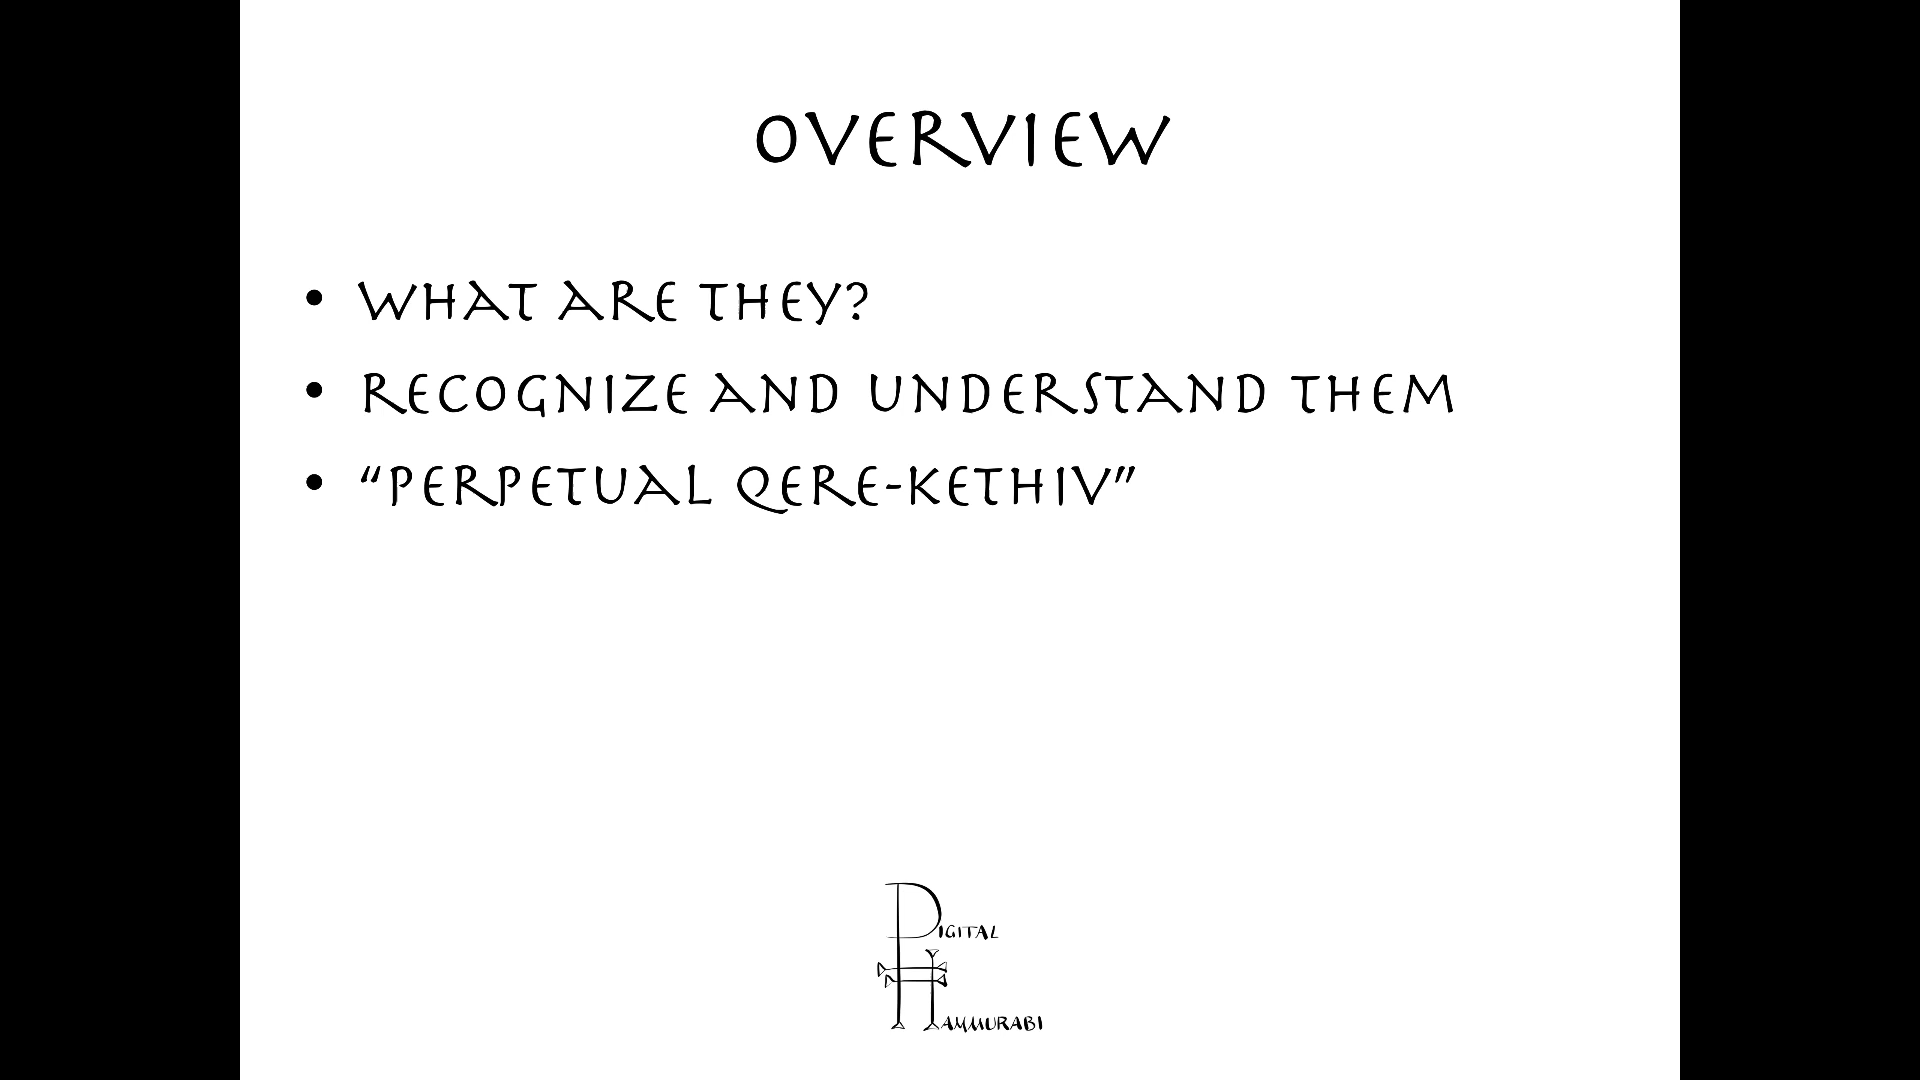 OVERVIEW
• WHAT ARE THEY?
• RECOGNIZE AND UNDERSTAND THEM
• “PERPETUAL QERE-KETHIV”
DIGITAL
HAMMURABI